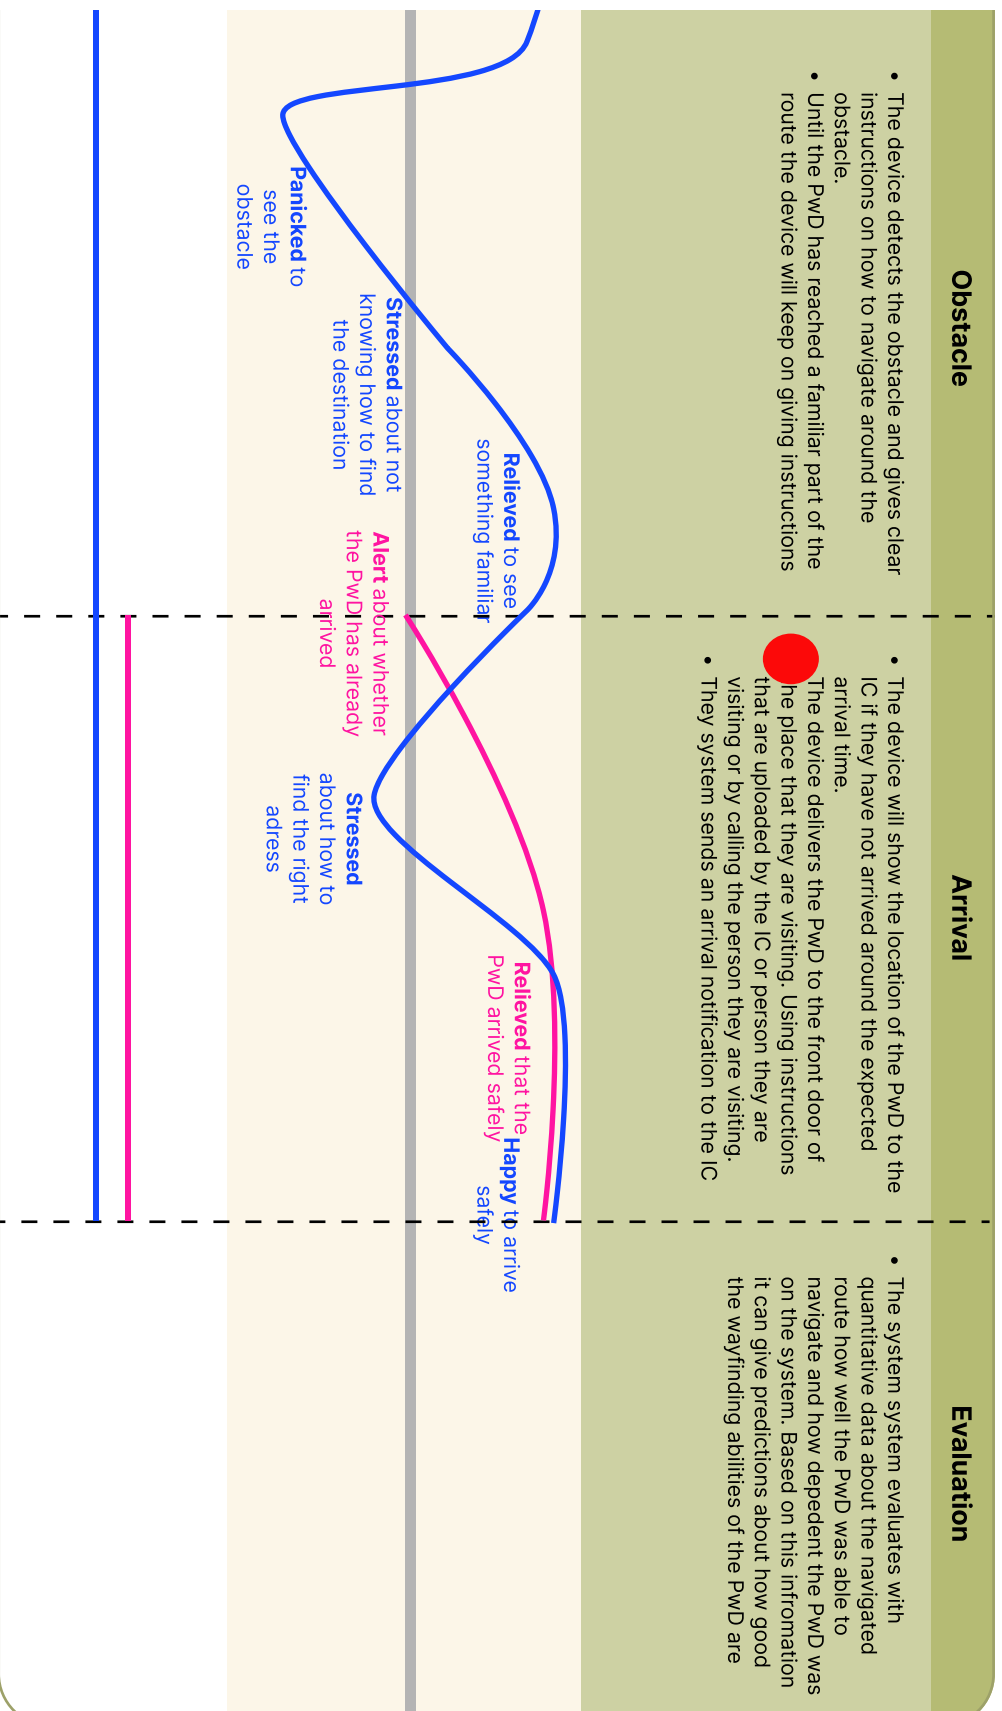 Obstacle
The device detects the obstacle and gives clear
instructions on how to navigate around the
obstacle.
Until the PwD has reached a familiar part of the
route the device will keep on giving instructions
Relieved to see
something familiar
Stressed about not
knowing how to find
the destination
Panicked to
see the
obstacle
Arrival
The device will show the location of the PwD to the
IC if they have not arrived around the expected
arrival time.
The device delivers the PwD to the front door of
he place that they are visiting. Using instructions
that are uploaded by the IC or person they are
visiting or by calling the person they are visiting.
They system sends an arrival notification to the IC
Relieved that the
PwD arrived safely
Happy to arrive
safely
Alert about whether
the PwD has already
arrived
Stressed
about how to
find the right
adress
Evaluation
The system system evaluates with
quantitative data about the navigated
route how well the PwD was able to
navigate and how depedent the PwD was
on the system. Based on this infromation
it can give predictions about how good
the wayfinding abilities of the PwD are